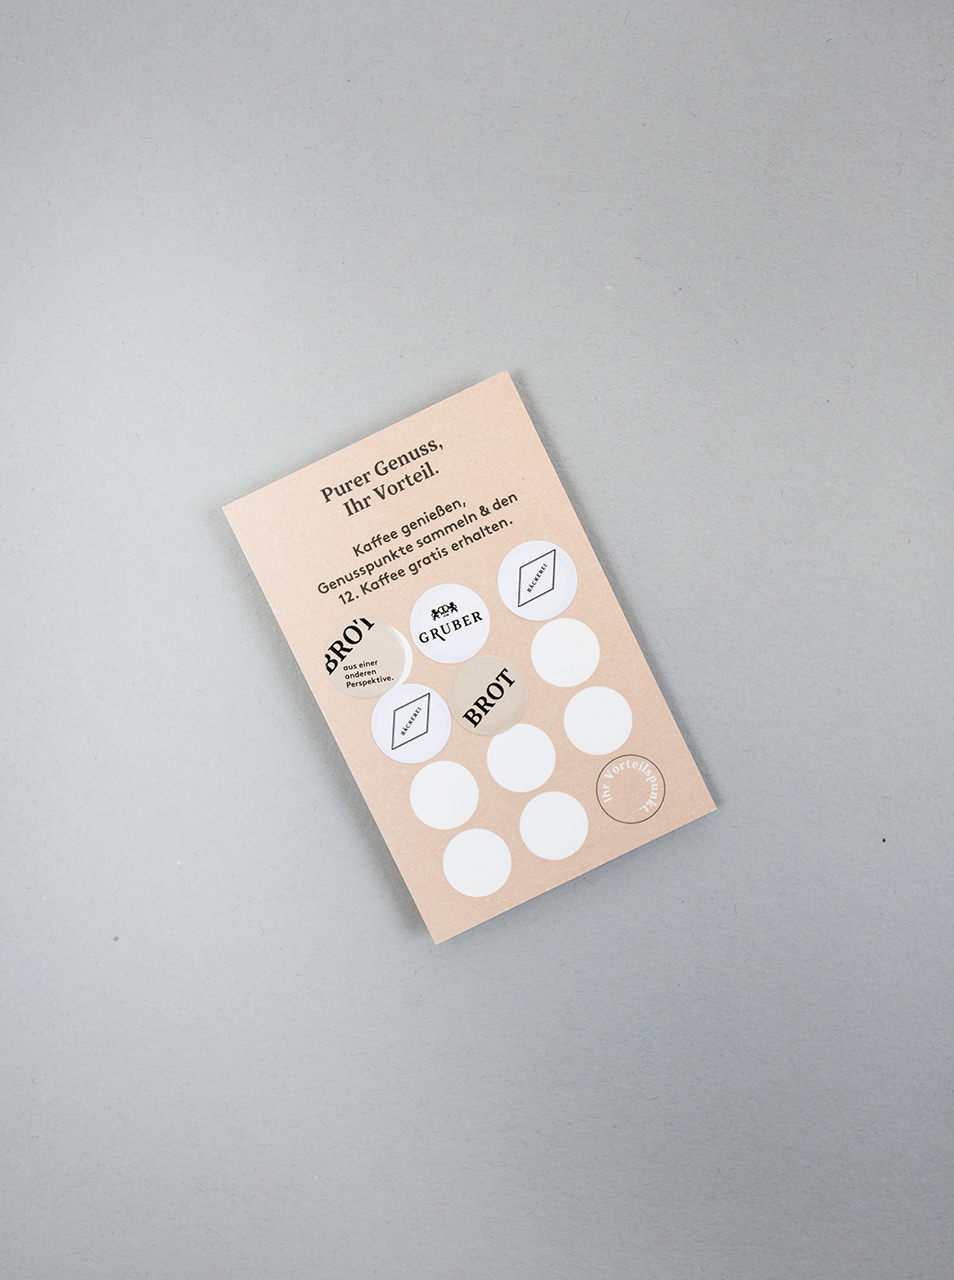 Purer Genuss,
Ihr Vorteil.
Kaffee genießen,
Genusspunkte sammeln & den
12. Kaffee gratis erhalten.
BROT
aus einer
anderen
Perspektive.
GRUBER
BÄCKEREI
BÄCKEREI
BROT
Ihr Vorteilspunkt